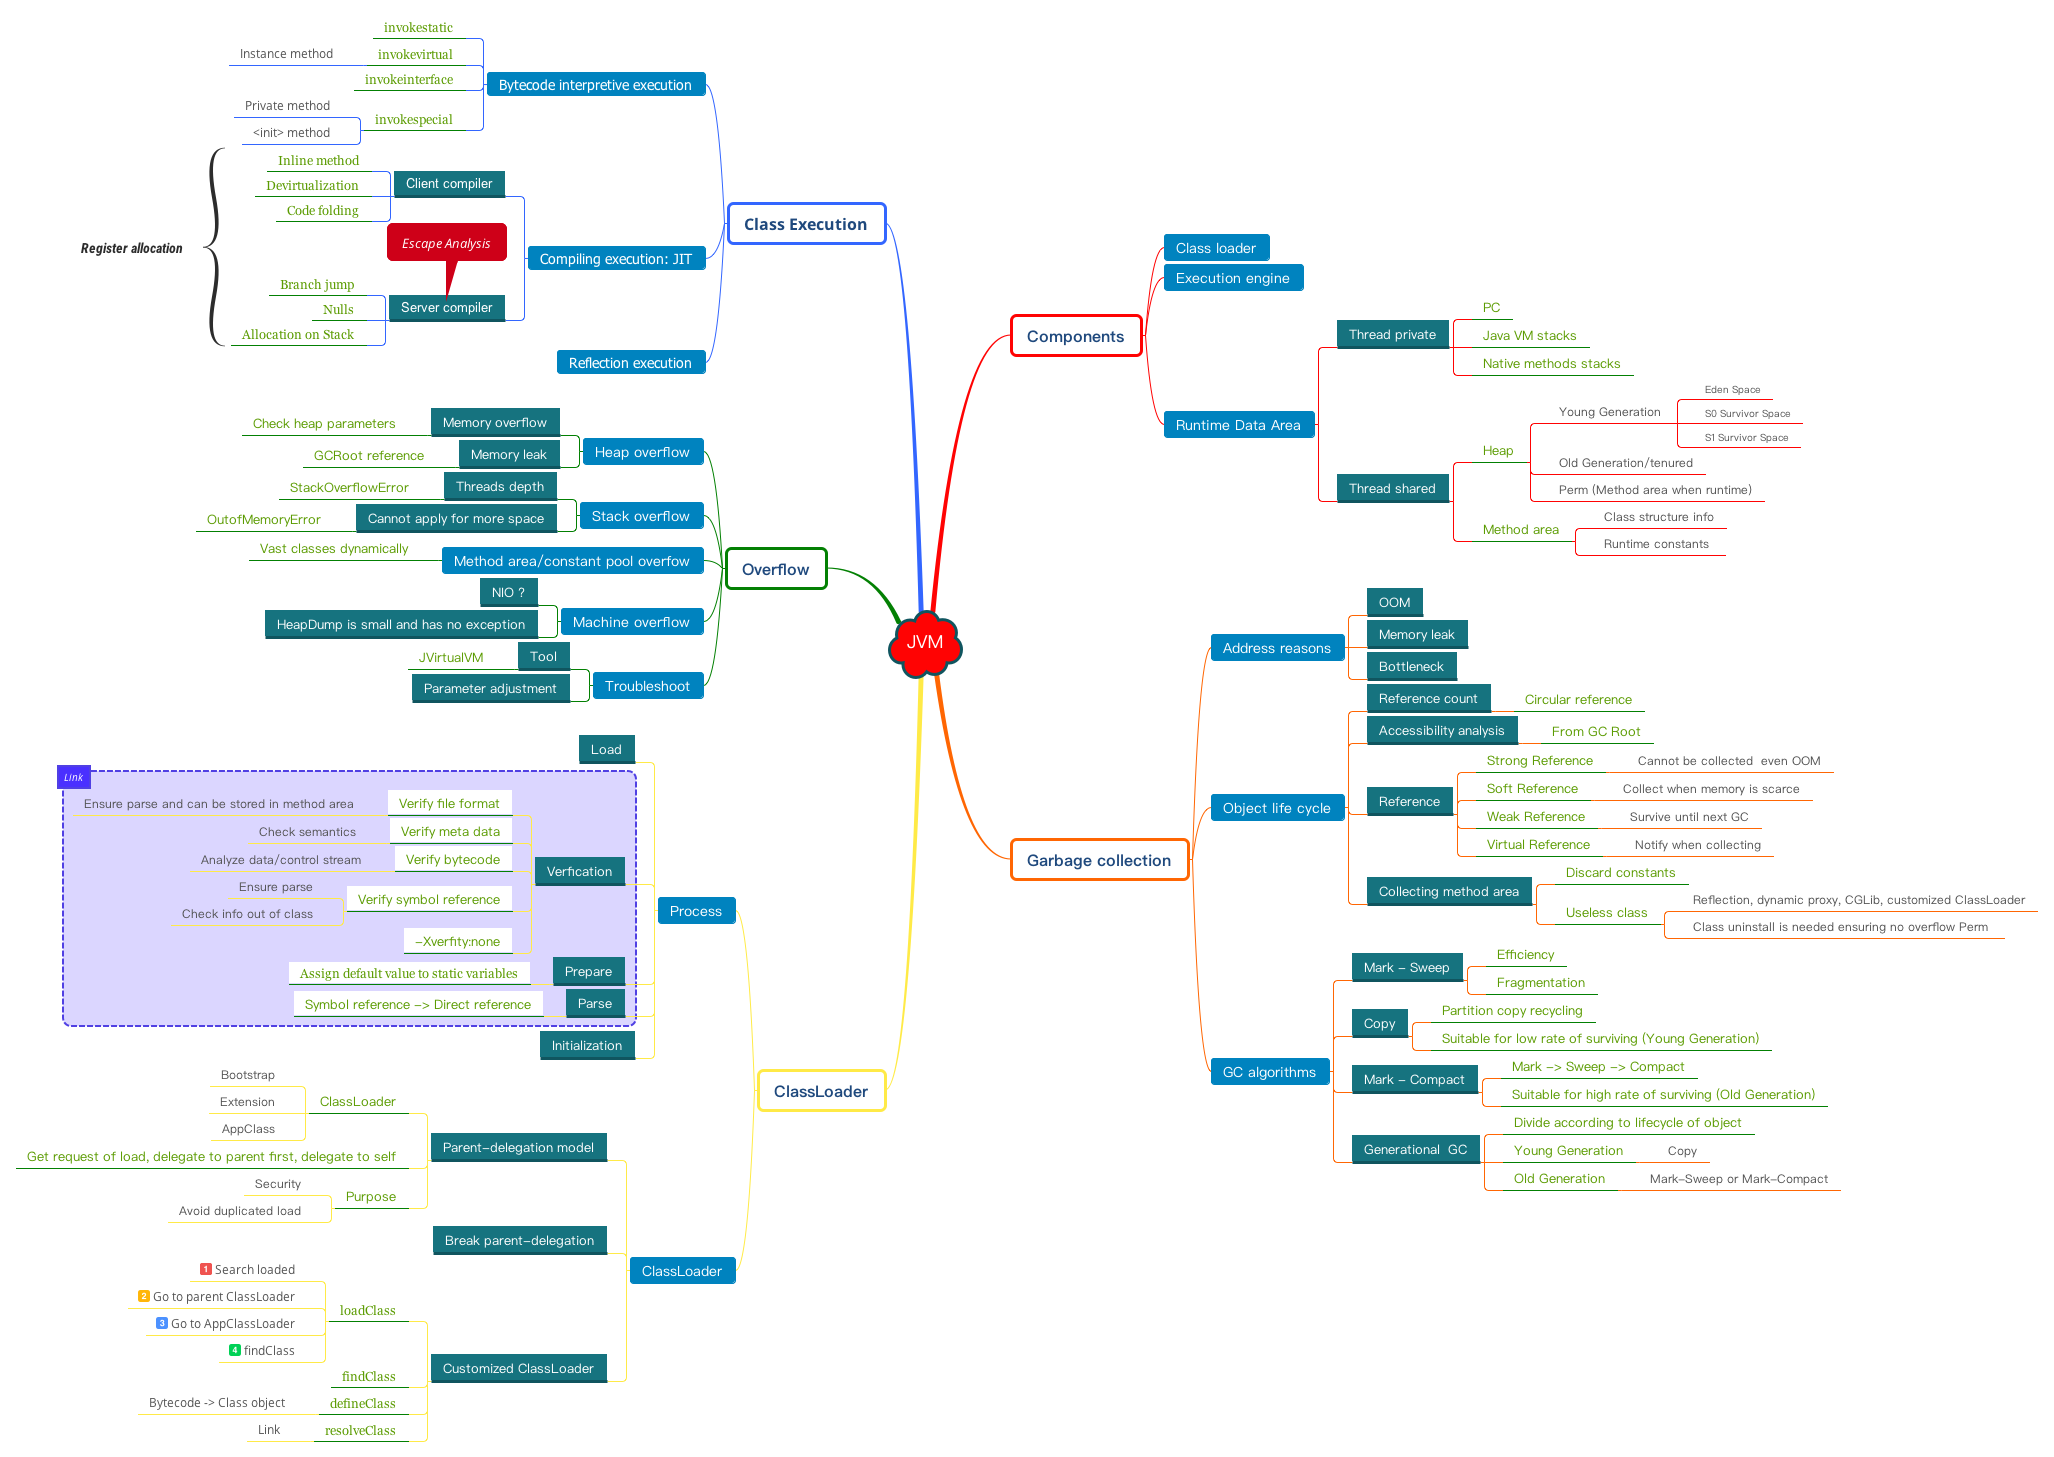 JVM
Class Execution
Bytecode interpretive execution
invokestatic
invokevirtual
Instance method
invokeinterface
invokespecial
Private method
<init> method
Compiling execution: JIT
Client compiler
Inline method
Devirtualization
Code folding
Escape Analysis
Server compiler
Branch jump
Nulls
Allocation on Stack
Register allocation
Reflection execution
Overflow
Heap overflow
Memory overflow
Check heap parameters
Memory leak
GCRoot reference
Stack overflow
Threads depth
StackOverflowError
Cannot apply for more space
OutofMemoryError
Method area/constant pool overfow
Vast classes dynamically
Machine overflow
NIO ?
HeapDump is small and has no exception
Troubleshoot
Tool
JVirtualVM
Parameter adjustment
ClassLoader
Process
Load
Link
Verfication
Verify file format
Ensure parse and can be stored in method area
Verify meta data
Check semantics
Verify bytecode
Analyze data/control stream
Verify symbol reference
Ensure parse
Check info out of class
-Xverfity:none
Prepare
Assign default value to static variables
Parse
Symbol reference -> Direct reference
Initialization
ClassLoader
Parent-delegation model
ClassLoader
Bootstrap
Extension
AppClass
Get request of load, delegate to parent first, delegate to self
Purpose
Security
Avoid duplicated load
Break parent-delegation
Customized ClassLoader
loadClass
1 Search loaded
2 Go to parent ClassLoader
3 Go to AppClassLoader
4 findClass
findClass
defineClass
Bytecode -> Class object
resolveClass
Link
Components
Class loader
Execution engine
Runtime Data Area
Thread private
PC
Java VM stacks
Native methods stacks
Thread shared
Heap
Young Generation
Eden Space
S0 Survivor Space
S1 Survivor Space
Old Generation/tenured
Perm (Method area when runtime)
Method area
Class structure info
Runtime constants
Garbage collection
Address reasons
OOM
Memory leak
Bottleneck
Object life cycle
Reference count
Circular reference
Accessibility analysis
From GC Root
Reference
Strong Reference
Cannot be collected  even OOM
Soft Reference
Collect when memory is scarce
Weak Reference
Survive until next GC
Virtual Reference
Notify when collecting
Collecting method area
Discard constants
Useless class
Reflection, dynamic proxy, CGLib, customized ClassLoader
Class uninstall is needed ensuring no overflow Perm
GC algorithms
Mark - Sweep
Efficiency
Fragmentation
Copy
Partition copy recycling
Suitable for low rate of surviving (Young Generation)
Mark - Compact
Mark -> Sweep -> Compact
Suitable for high rate of surviving (Old Generation)
Generational  GC
Divide according to lifecycle of object
Young Generation
Copy
Old Generation
Mark-Sweep or Mark-Compact